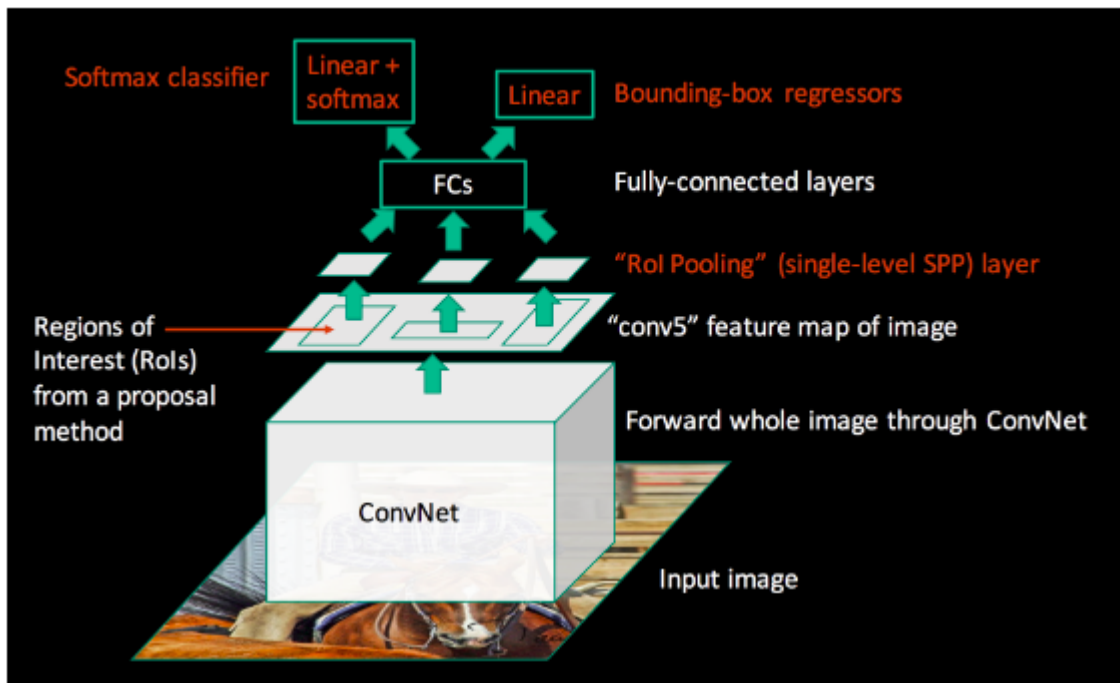 Softmax classifier
Linear +
softmax
Linear
Bounding-box regressors
FCs
Fully-connected layers
“RoI Pooling” (single-level SPP) layer
Regions of
Interest (RoIs)
from a proposal
method
“conv5” feature map of image
Forward whole image through ConvNet
ConvNet
Input image